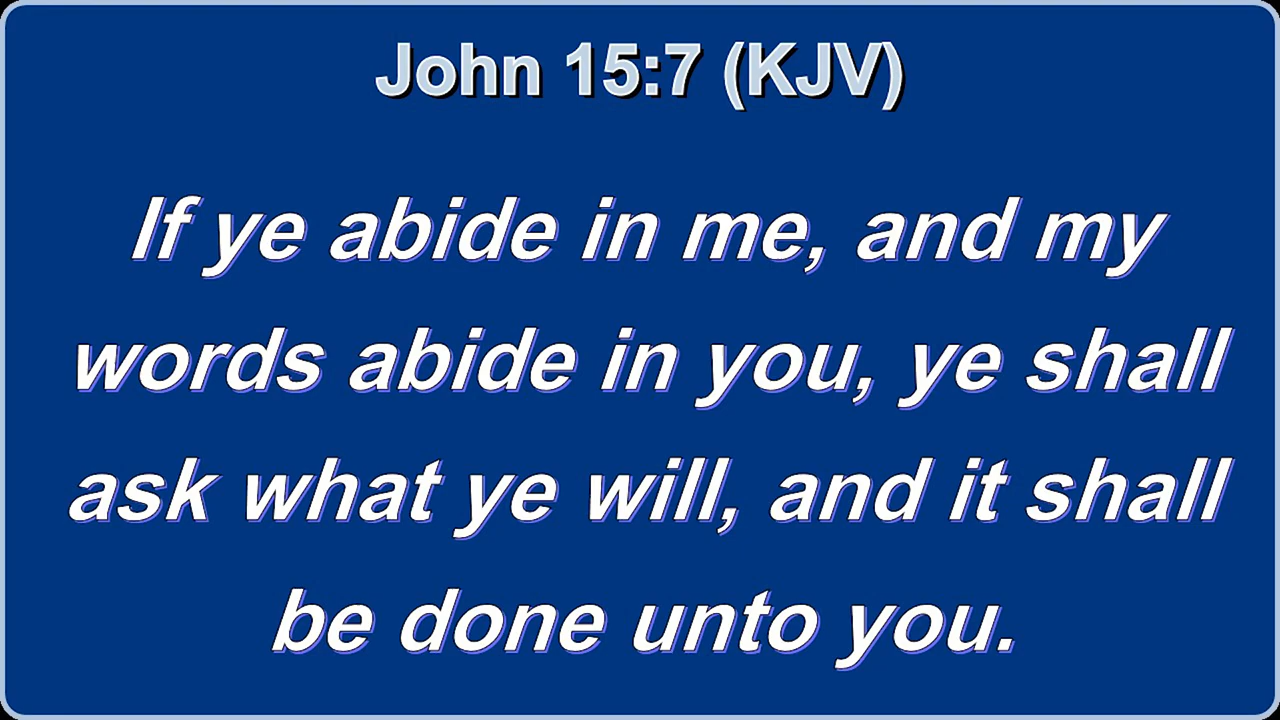 John 15:7 (KJV)
If ye abide in me, and my
words abide in you, ye shall
ask what ye will, and it shall
be done unto you.